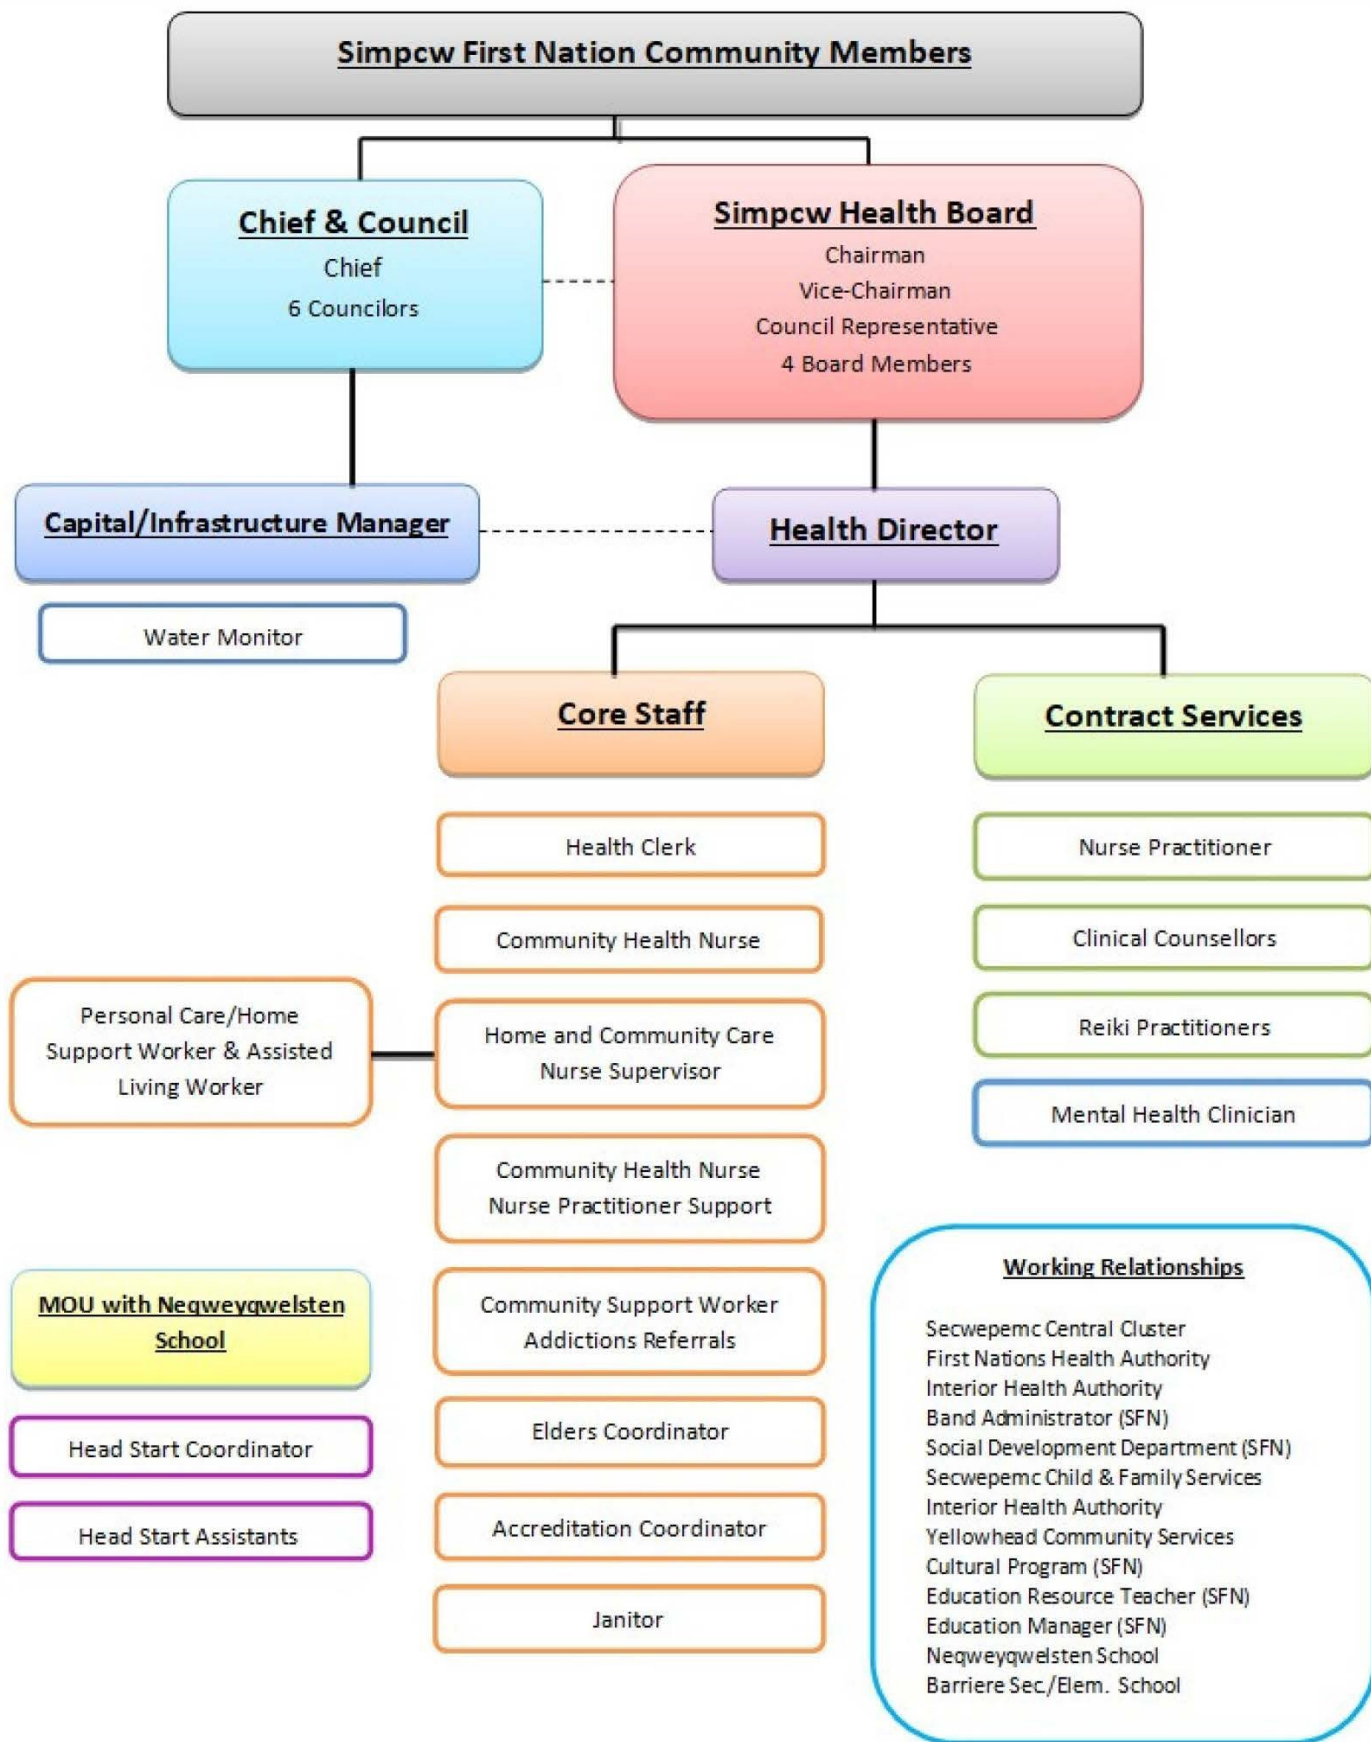 Simpcw First Nation Community Members
Chief & Council
Chief
6 Councilors
Simpcw Health Board
Chairman
Vice-Chairman
Council Representative
4 Board Members
Capital/Infrastructure Manager
Health Director
Water Monitor
Core Staff
Contract Services
Health Clerk
Community Health Nurse
Personal Care/Home
Support Worker & Assisted
Living Worker
Home and Community Care
Nurse Supervisor
Community Health Nurse
Nurse Practitioner Support
Community Support Worker
Addictions Referrals
Elders Coordinator
Accreditation Coordinator
Janitor
Nurse Practitioner
Clinical Counsellors
Reiki Practitioners
Mental Health Clinician
MOU with Neqweyqwelsten
School
Head Start Coordinator
Head Start Assistants
Working Relationships
Secwepemc Central Cluster
First Nations Health Authority
Interior Health Authority
Band Administrator (SFN)
Social Development Department (SFN)
Secwepemc Child & Family Services
Interior Health Authority
Yellowhead Community Services
Cultural Program (SFN)
Education Resource Teacher (SFN)
Education Manager (SFN)
Neqweyqwelsten School
Barriere Sec./Elem. School